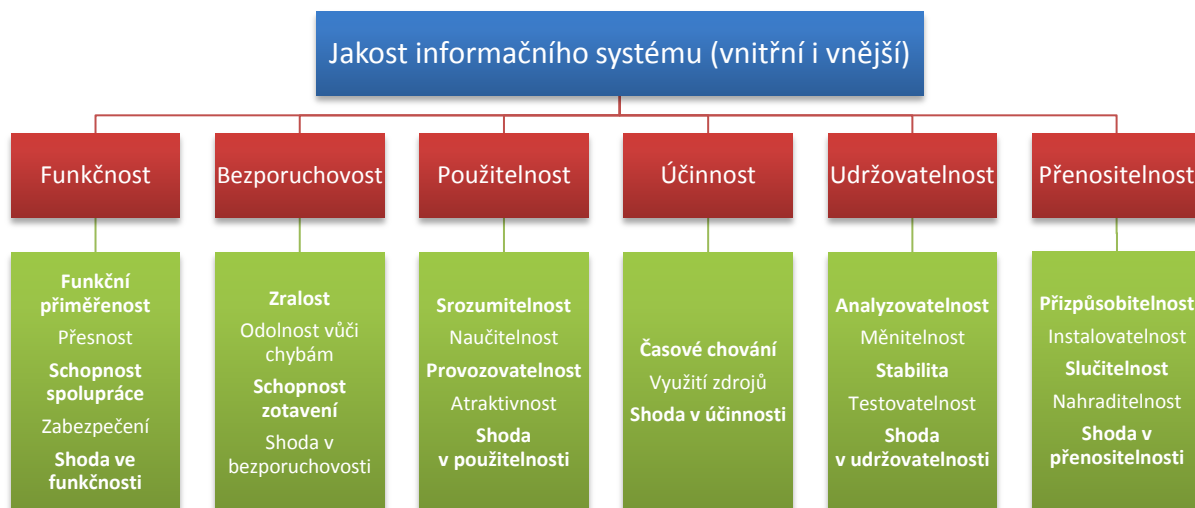 Jakost informačního systému (vnitřní i vnější)
Funkčnost
Bezporuchovost
Použitelnost
Účinnost
Udržovatelnost
Přenositelnost
Funkční
přiměřenost
Přesnost
Schopnost
spolupráce
Zabezpečení
Shoda ve
funkčnosti
Zralost
Odolnost vůči
chybám
Schopnost
zotavení
Shoda v
bezporuchovosti
Srozumitelnost
Naučitelnost
Provozovatelnost
Atraktivnost
Shoda
v použitelnosti
Časové chování
Využití zdrojů
Shoda v účinnosti
Analyzovatelnost
Měnitelnost
Stabilita
Testovatelnost
Shoda
v udržovatelnosti
Přizpůsobitelnost
Instalovatelnost
Slučitelnost
Nahraditelnost
Shoda v
přenositelnosti